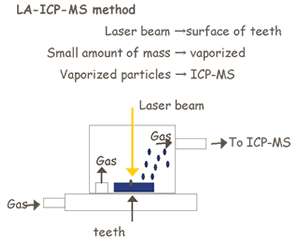 LA-ICP-MS method
Laser beam →surface of teeth
Small amount of mass → vaporized
Vaporized particles → ICP-MS
Laser beam
Gas
To ICP-MS
Gas
Gas
teeth